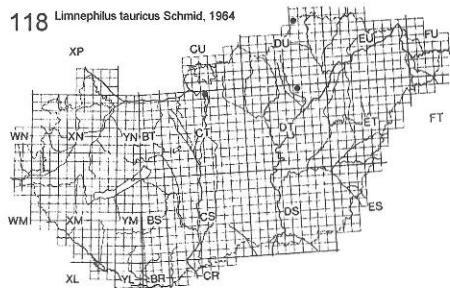 118 Limnephilus tauricus Schmid, 1964
XP
CU
DU
EU
FU
WN
XN
YN
BT
CT
DT
ET
FT
WM
XM
YM
BS
CS
DS
ES
XL
YL
BR
CR